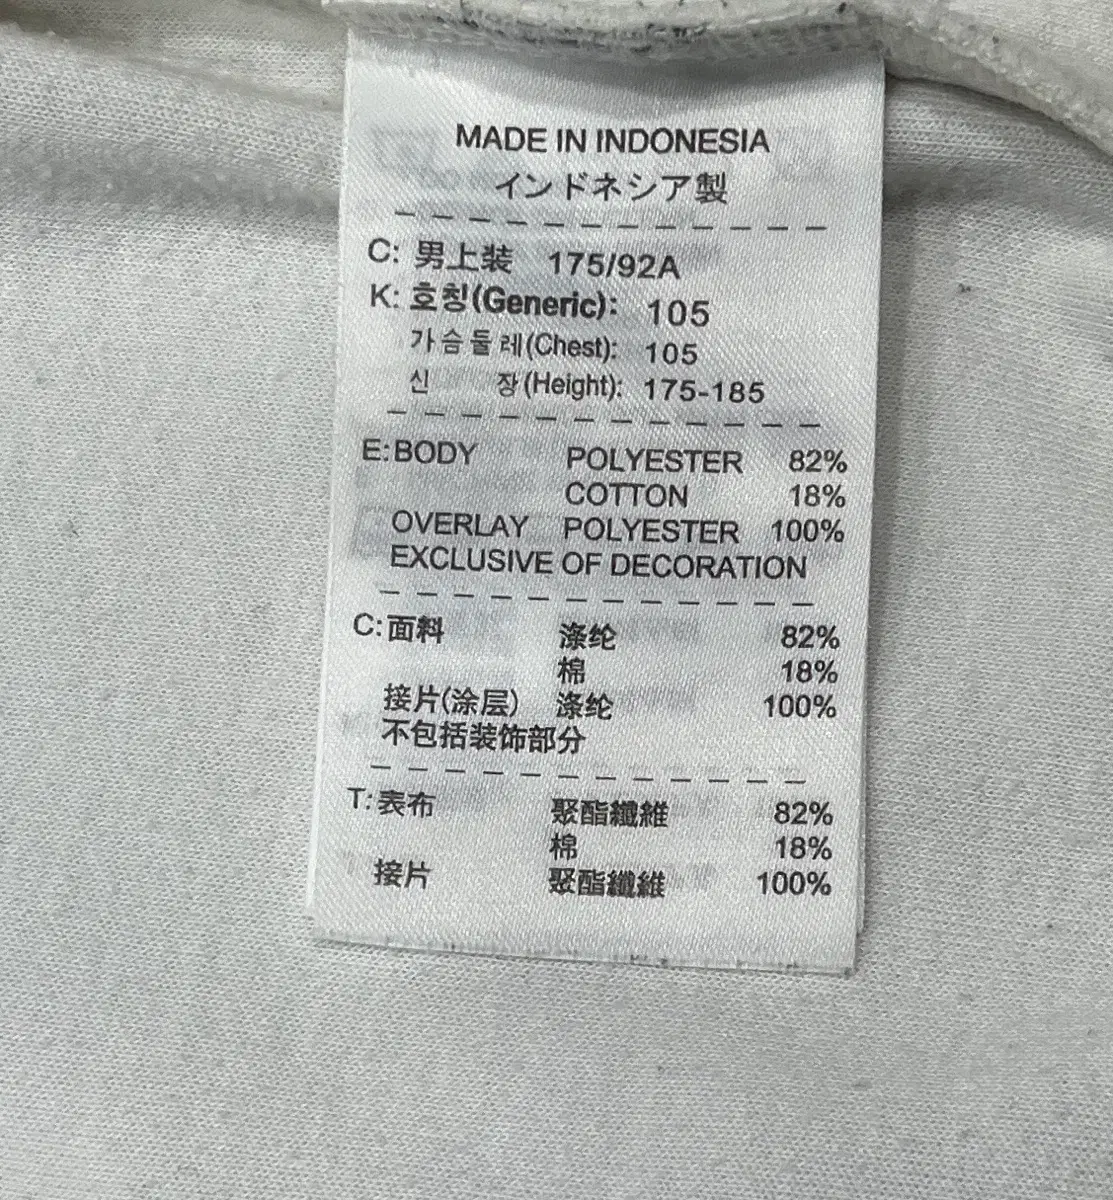 MADE IN INDONESIA
インドネシア製
C: 男上装 175/92A
K: 호칭(Generic): 105
가슴둘레(Chest): 105
신 장(Height): 175-185
E:BODY POLYESTER 82%
COTTON 18%
OVERLAY POLYESTER 100%
EXCLUSIVE OF DECORATION
C:面料 涤纶 82%
棉 18%
接片(涂层) 涤纶 100%
不包括装饰部分
T:表布 聚酯纖維 82%
棉 18%
接片 聚酯纖維 100%